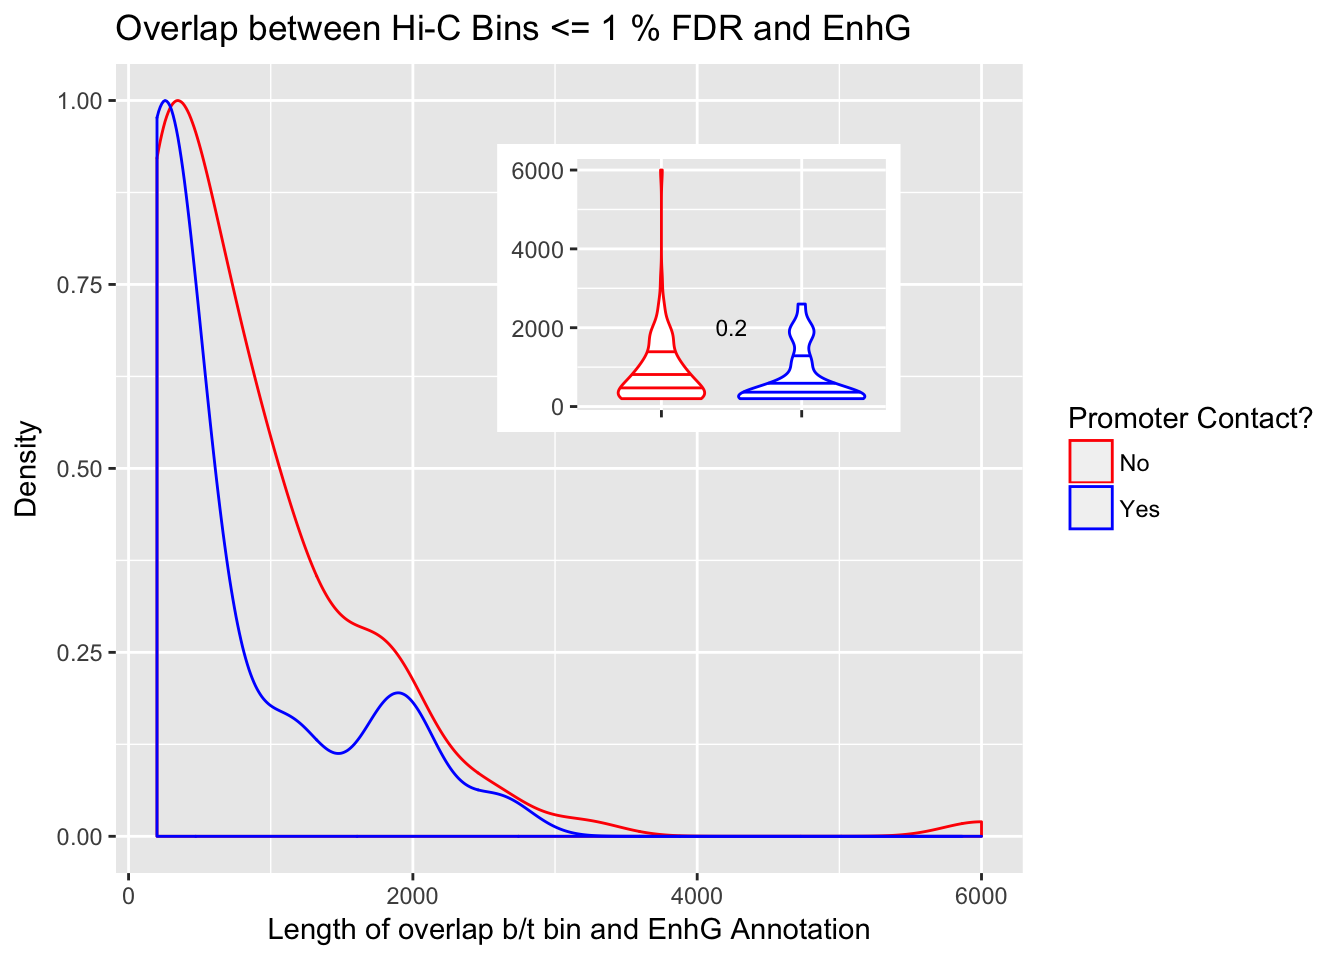 Overlap between Hi-C Bins <= 1 % FDR and EnhG
1.00
0.75
0.50
0.25
0.00
Density
0
2000
4000
6000
Length of overlap b/t bin and EnhG Annotation
6000
4000
2000
0
0.2
Promoter Contact?
No
Yes